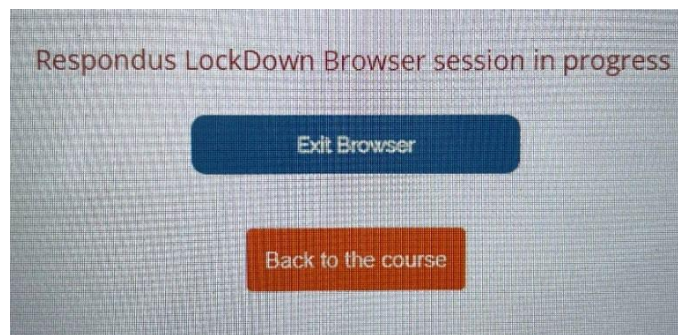 Respondus LockDown Browser session in progress
Exit Browser
Back to the course